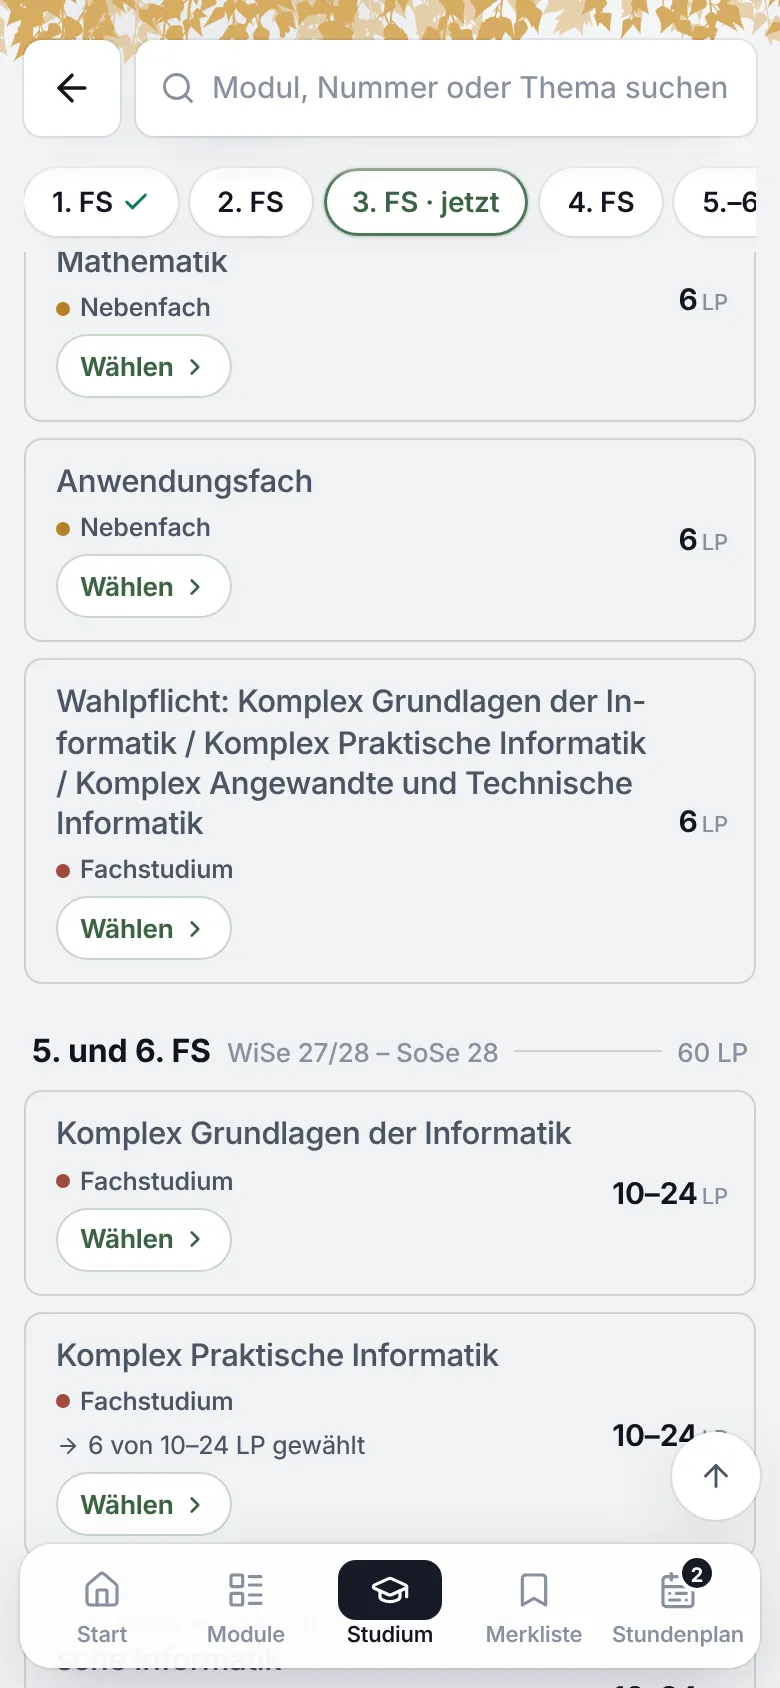 Modul, Nummer oder Thema suchen
1. FS
2. FS
3. FS · jetzt
4. FS
5.–6
Mathematik
Nebenfach
6 LP
Wählen
Anwendungsfach
Nebenfach
6 LP
Wählen
Wahlpflicht: Komplex Grundlagen der In-
formatik / Komplex Praktische Informatik
/ Komplex Angewandte und Technische
Informatik
6 LP
Fachstudium
Wählen
5. und 6. FS WiSe 27/28 – SoSe 28 60 LP
Komplex Grundlagen der Informatik
Fachstudium
10–24 LP
Wählen
Komplex Praktische Informatik
Fachstudium
10–24
→ 6 von 10–24 LP gewählt
Wählen
2
Start
Module
Studium
Merkliste
Stundenplan
sche Informatik